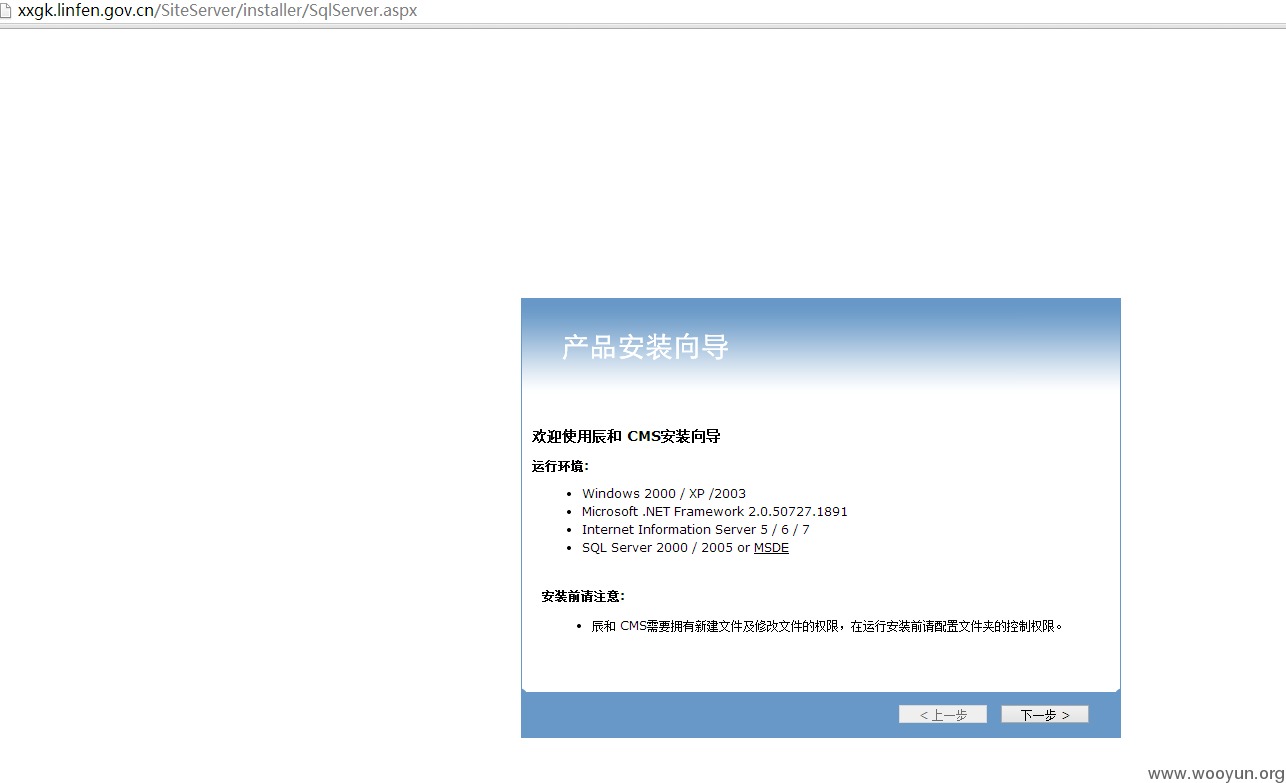 xxgk.linfen.gov.cn/SiteServer/installer/SqlServer.aspx
产品安装向导
欢迎使用辰和 CMS安装向导
运行环境：
• Windows 2000 / XP /2003
• Microsoft .NET Framework 2.0.50727.1891
• Internet Information Server 5 / 6 / 7
• SQL Server 2000 / 2005 or MSDE
安装前请注意：
• 辰和 CMS需要拥有新建文件及修改文件的权限，在运行安装前请配置文件夹的控制权限。
< 上一步 下一步 >
www.wooyun.org